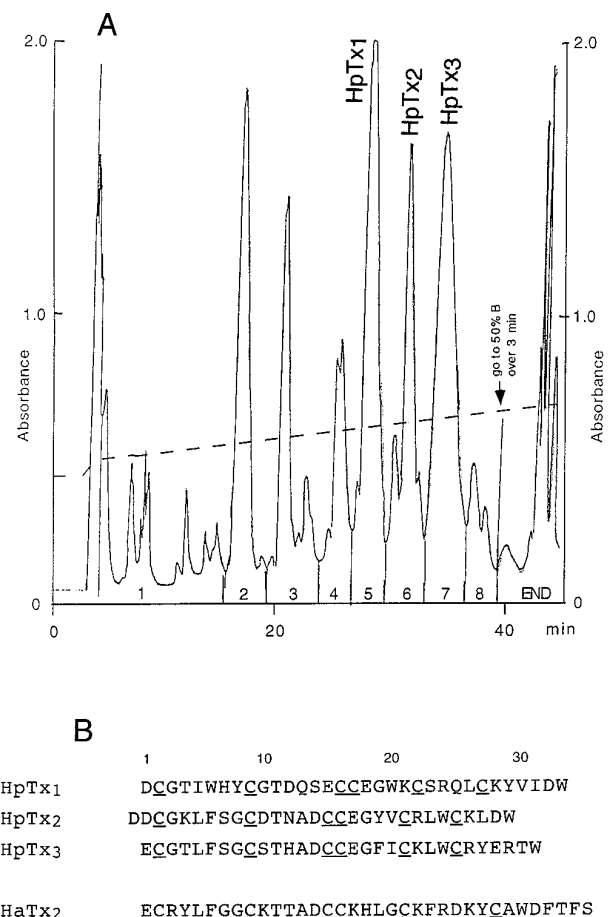 A
2.0
2.0
HpTx1
HpTx2
HpTx3
1.0
1.0
Absorbance
Absorbance
go to 50% B
over 3 min
0
0
1
2
3
4
5
6
7
8
END
0
20
40
min
B
1 10 20 30
HpTx1 DCGTIWHYCGTDQSECCEGWKCSRQLCKYVIDW
HpTx2 DDCGKLFSGCDTNADCCEGYVCRLWCKLDW
HpTx3 ECGTLFSGCSTHADCCEGFICKLWCRYERTW
HaTx2 ECRYLFGGCKTTADCCKHLGCKFRDKYCAWDFTFS